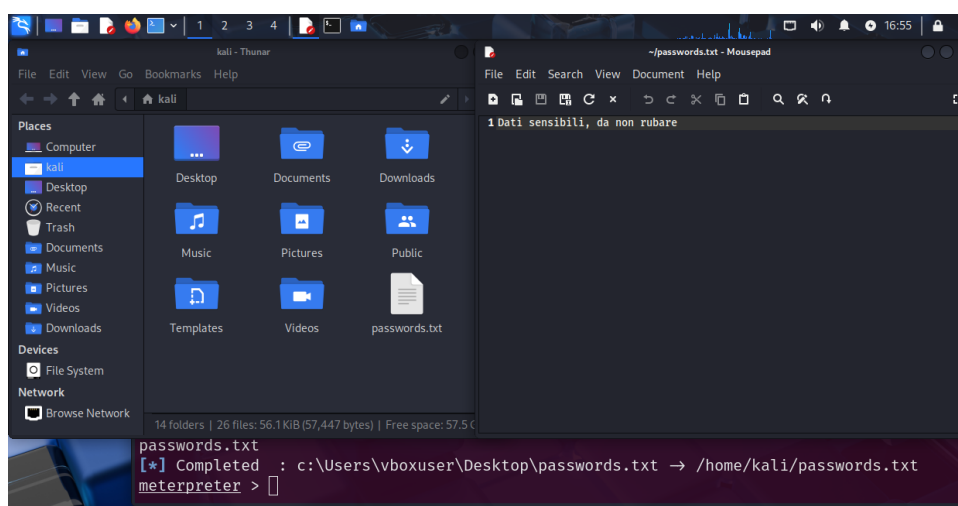 1 2 3 4
16:55
kali - Thunar
File Edit View Go Bookmarks Help
kali
Places
Computer
kali
Desktop
Recent
Trash
Documents
Music
Pictures
Videos
Downloads
Devices
File System
Network
Browse Network
Desktop Documents Downloads
Music Pictures Public
Templates Videos passwords.txt
14 folders | 26 files: 56.1 KiB (57,447 bytes) | Free space: 57.5
~/passwords.txt - Mousepad
File Edit Search View Document Help
1 Dati sensibili, da non rubare
passwords.txt
[*] Completed : c:\Users\vboxuser\Desktop\passwords.txt → /home/kali/passwords.txt
meterpreter >